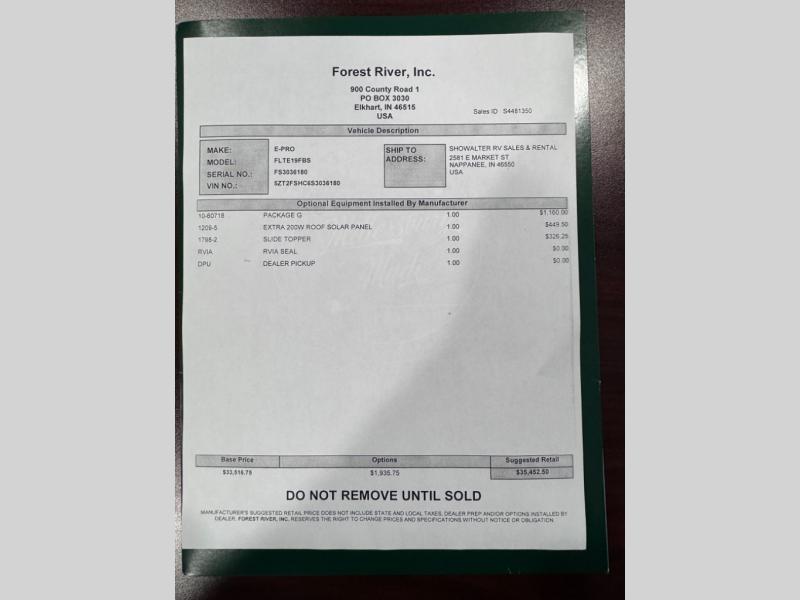 Forest River, Inc.
900 County Road 1
PO BOX 3030
Elkhart, IN 46515
USA
Sales ID : S4481350
Vehicle Description
MAKE: E-PRO
MODEL: FLTE19FBS
SERIAL NO.: FS3036180
VIN NO.: 5ZT2FSHC6S3036180
SHIP TO ADDRESS:
SHOWALTER RV SALES & RENTAL
2581 E MARKET ST
NAPPANEE, IN 46550
USA
Optional Equipment Installed By Manufacturer
10-60718 PACKAGE G 1.00 $1,160.00
1209-5 EXTRA 200W ROOF SOLAR PANEL 1.00 $449.50
1798-2 SLIDE TOPPER 1.00 $326.25
RVIA RVIA SEAL 1.00 $0.00
DPU DEALER PICKUP 1.00 $0.00
Base Price Options Suggested Retail
$33,516.75 $1,935.75 $35,452.50
DO NOT REMOVE UNTIL SOLD
MANUFACTURER'S SUGGESTED RETAIL PRICE DOES NOT INCLUDE STATE AND LOCAL TAXES, DEALER PREP AND/OR OPTIONS INSTALLED BY
DEALER. FOREST RIVER, INC. RESERVES THE RIGHT TO CHANGE PRICES AND SPECIFICATIONS WITHOUT NOTICE OR OBLIGATION.